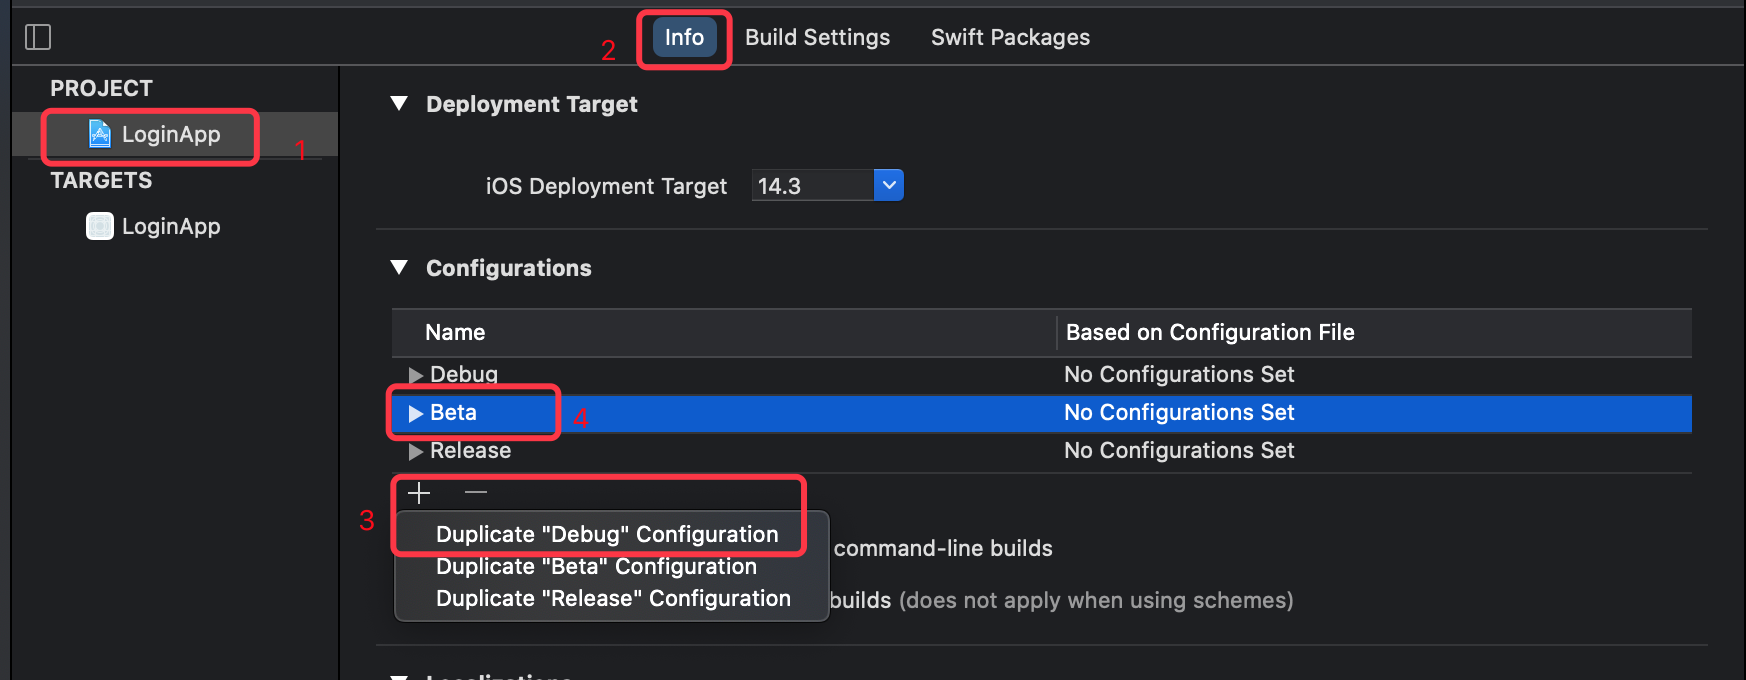 2 Info Build Settings Swift Packages
PROJECT
LoginApp 1
TARGETS
LoginApp
Deployment Target
iOS Deployment Target 14.3
Configurations
Name Based on Configuration File
Debug No Configurations Set
Beta 4 No Configurations Set
Release No Configurations Set
3
Duplicate "Debug" Configuration
command-line builds
Duplicate "Beta" Configuration
Duplicate "Release" Configuration
builds (does not apply when using schemes)
Localizations